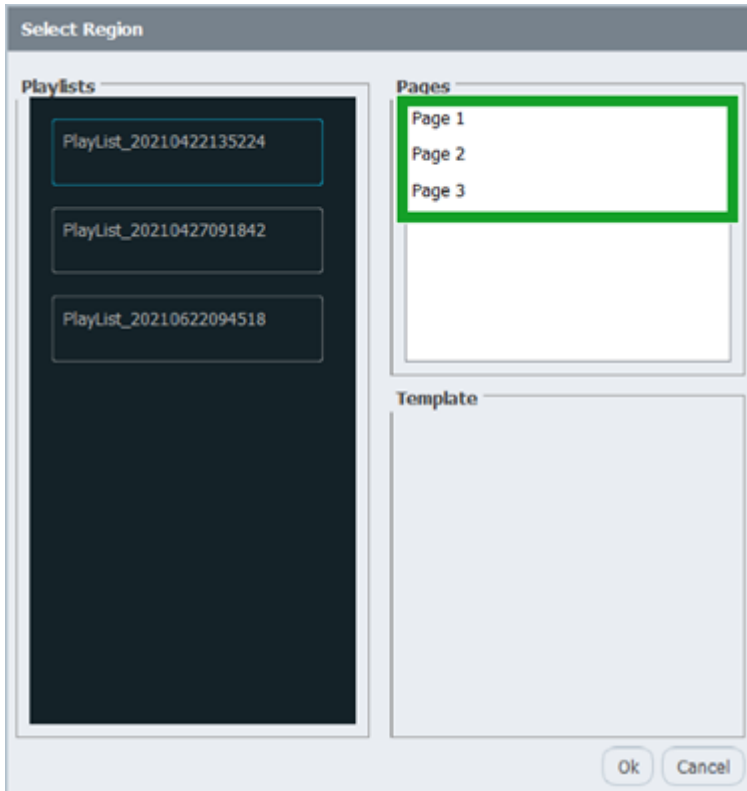 Select Region
Playlists
PlayList_20210422135224
PlayList_20210427091842
PlayList_20210622094518
Pages
Page 1
Page 2
Page 3
Template
Ok
Cancel